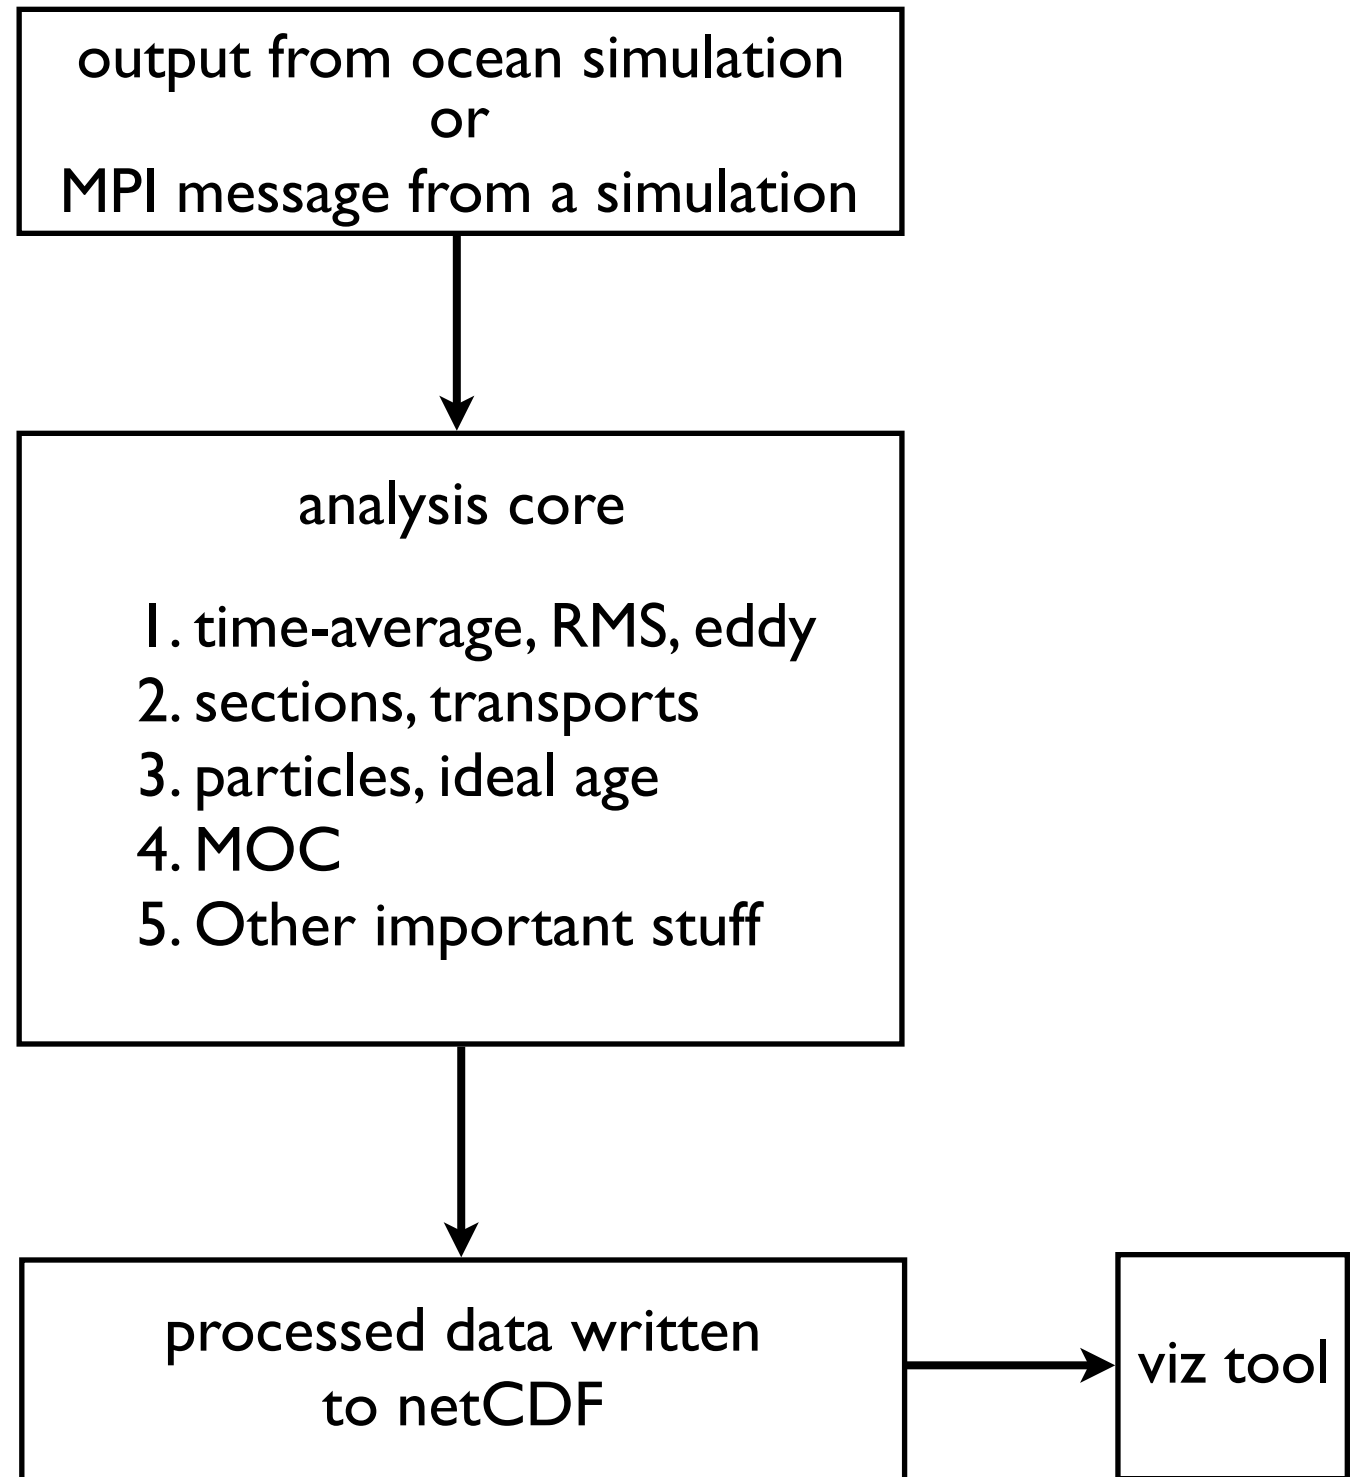 output from ocean simulation
or
MPI message from a simulation
analysis core
1. time-average, RMS, eddy
2. sections, transports
3. particles, ideal age
4. MOC
5. Other important stuff
processed data written
to netCDF
viz tool